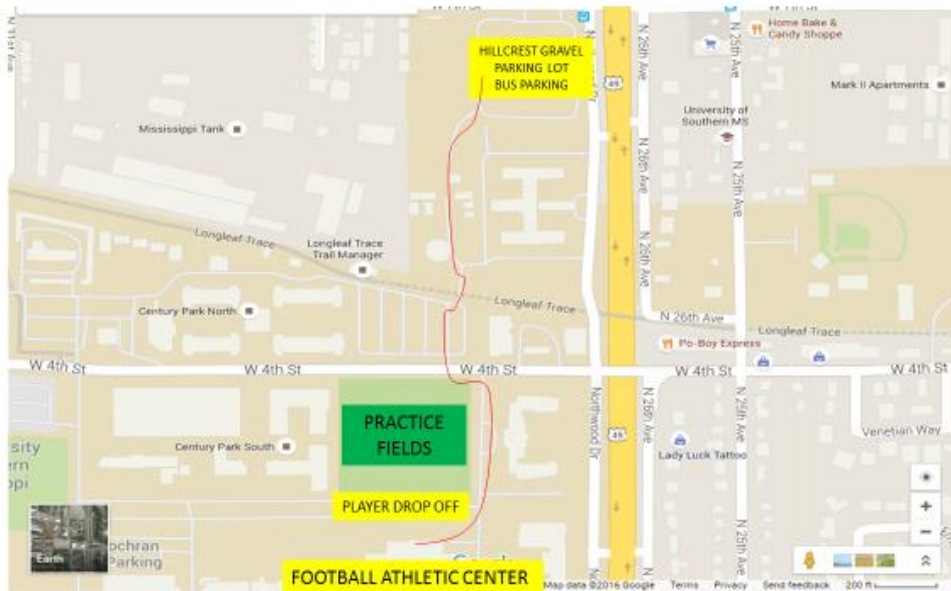 HILLCREST GRAVEL
PARKING LOT
BUS PARKING
N 26th Ave
N 25th Ave
Home Bake &
Candy Shoppe
49
Mark II Apartments
University of
Southern MS
Mississippi Tank
N 26th Ave
N 25th Ave
Longleaf Trace
Longleaf Trace
Trail Manager
N 26th Ave
Longleaf Trace
Century Park North
N 26th Ave
Longleaf Trace
Po-Boy Express
W 4th St
W 4th St
W 4th St
W 4th St
W 4th St
PRACTICE
FIELDS
Northwood Dr
N 26th Ave
N 25th Ave
Venetian Way
Century Park South
49
Lady Luck Tattoo
PLAYER DROP OFF
N 25th Ave
Earth
ochran
Parking
FOOTBALL ATHLETIC CENTER
Map data ©2016 Google
Terms
Privacy
Send feedback
200 ft